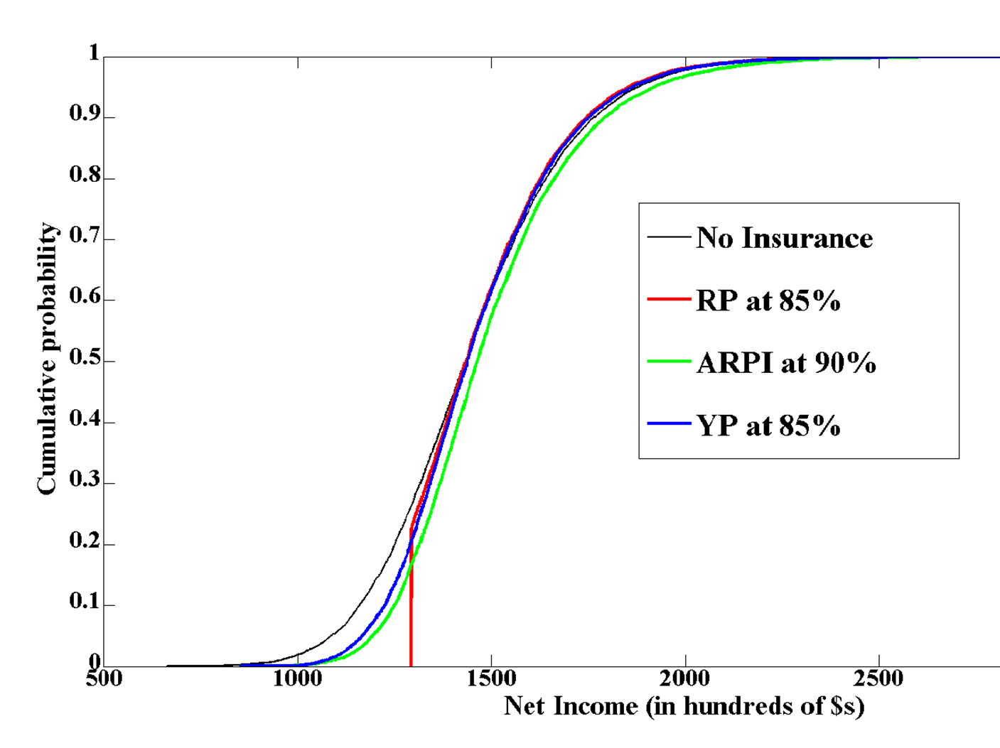 1
0.9
0.8
0.7
0.6
0.5
0.4
0.3
0.2
0.1
0
Cumulative probability
No Insurance
RP at 85%
ARPI at 90%
YP at 85%
500 1000 1500 2000 2500
Net Income (in hundreds of $s)